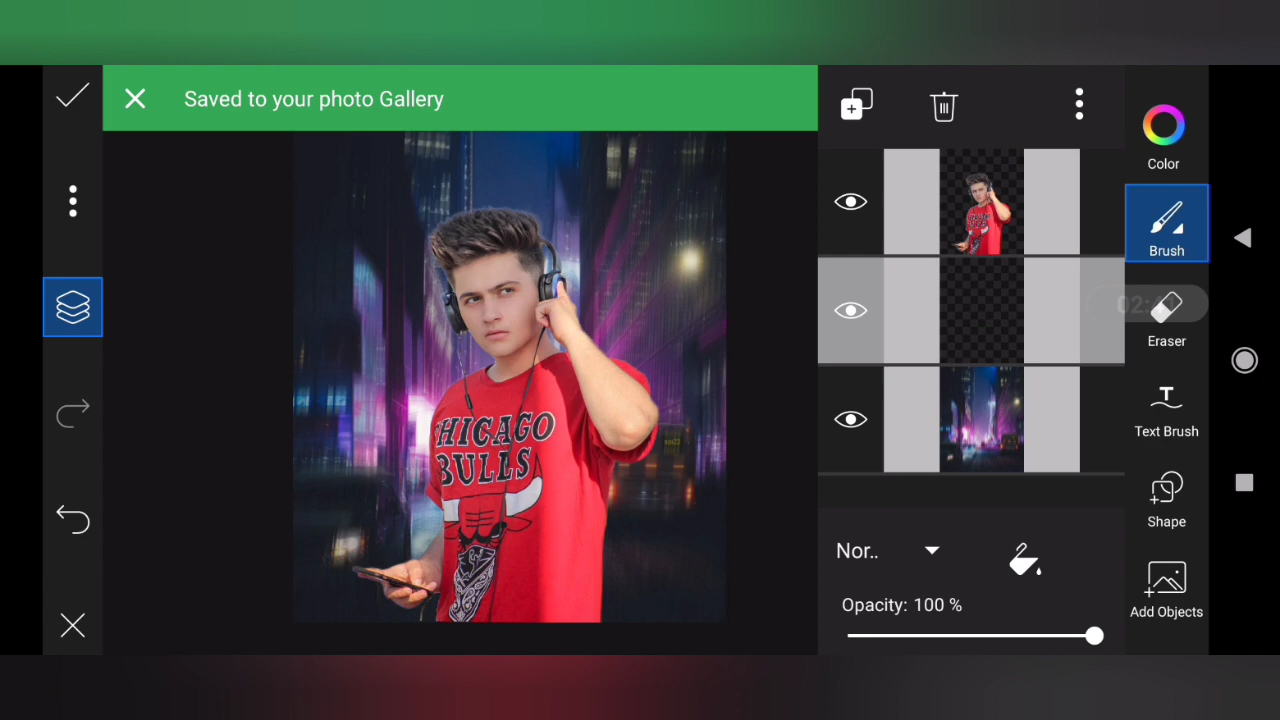 Saved to your photo Gallery
Color
Brush
Eraser
Text Brush
Shape
Add Objects
Nor..
Opacity: 100 %
CHICAGO
BULLS